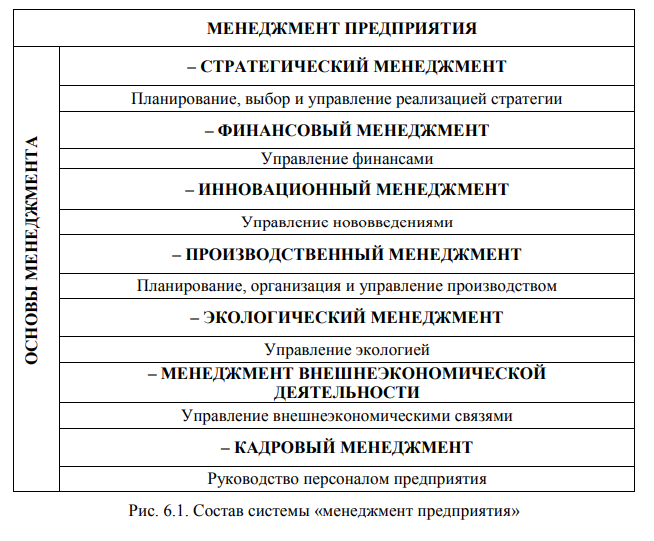 МЕНЕДЖМЕНТ ПРЕДПРИЯТИЯ
ОСНОВЫ МЕНЕДЖМЕНТА
– СТРАТЕГИЧЕСКИЙ МЕНЕДЖМЕНТ
Планирование, выбор и управление реализацией стратегии
– ФИНАНСОВЫЙ МЕНЕДЖМЕНТ
Управление финансами
– ИННОВАЦИОННЫЙ МЕНЕДЖМЕНТ
Управление нововведениями
– ПРОИЗВОДСТВЕННЫЙ МЕНЕДЖМЕНТ
Планирование, организация и управление производством
– ЭКОЛОГИЧЕСКИЙ МЕНЕДЖМЕНТ
Управление экологией
– МЕНЕДЖМЕНТ ВНЕШНЕЭКОНОМИЧЕСКОЙ
ДЕЯТЕЛЬНОСТИ
Управление внешнеэкономическими связями
– КАДРОВЫЙ МЕНЕДЖМЕНТ
Руководство персоналом предприятия
Рис. 6.1. Состав системы «менеджмент предприятия»